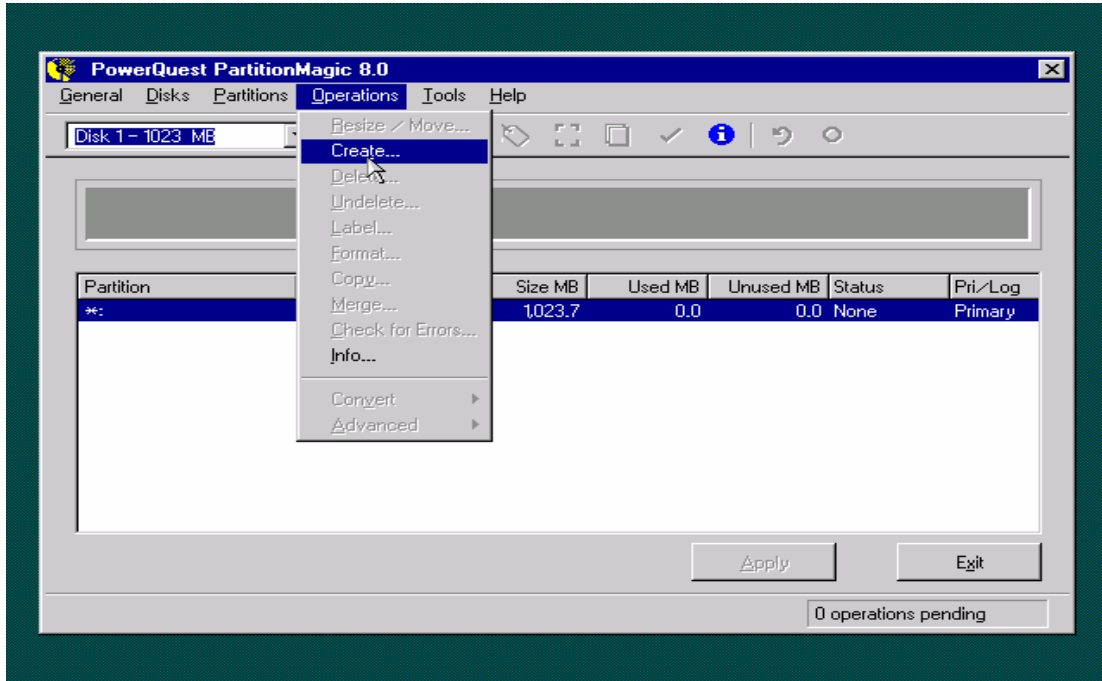 PowerQuest PartitionMagic 8.0
General Disks Partitions Operations Tools Help
Disk 1 - 1023 MB
Resize / Move...
Create...
Delete...
Undelete...
Label...
Format...
Copy...
Merge...
Check for Errors...
Info...
Convert
Advanced
Partition Size MB Used MB Unused MB Status Pri/Log
*: 1,023.7 0.0 0.0 None Primary
Apply Exit
0 operations pending